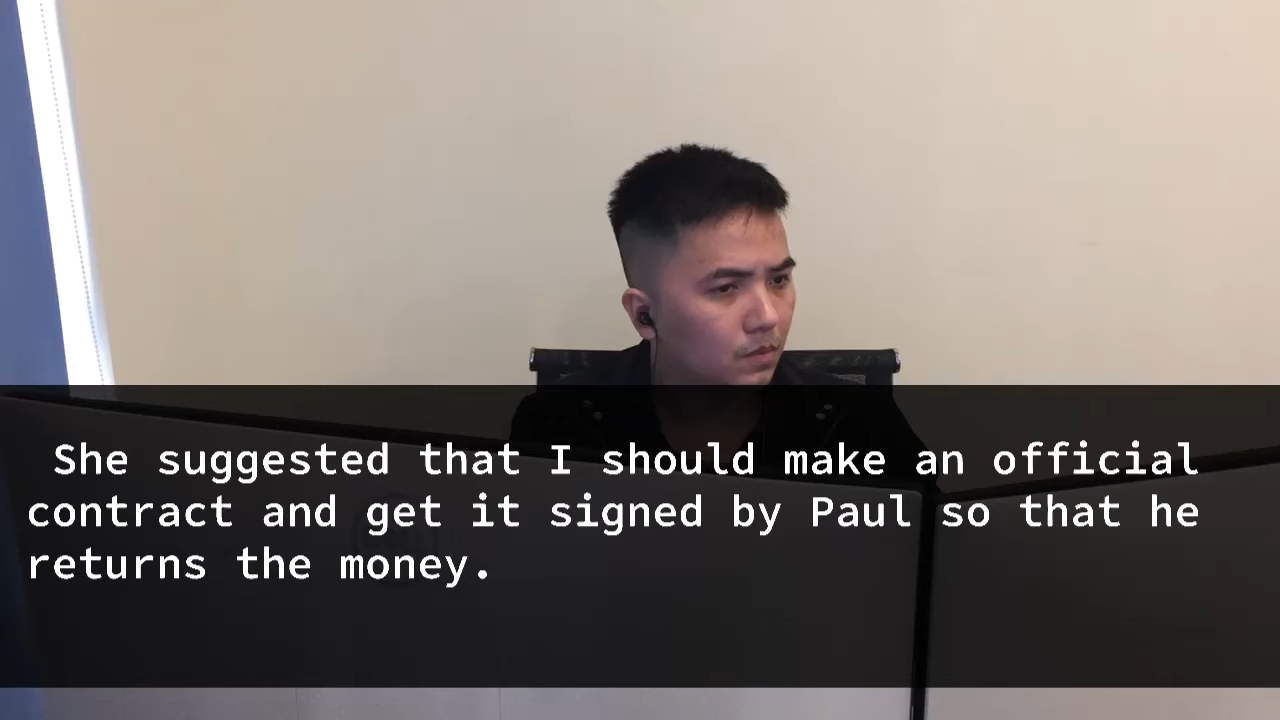 She suggested that I should make an official
contract and get it signed by Paul so that he
returns the money.